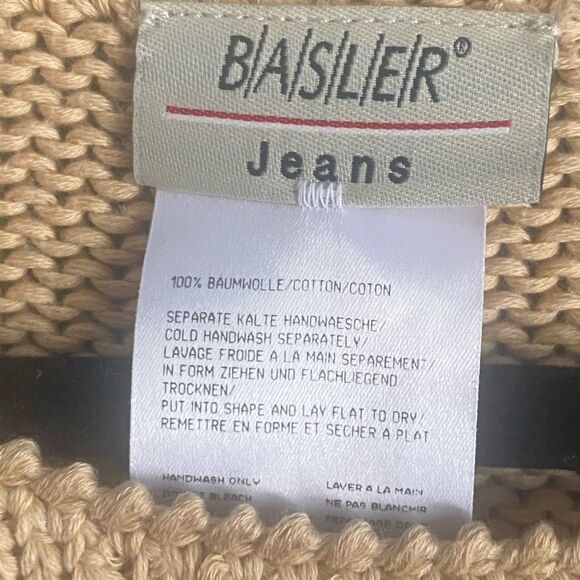 B/A/S/L/E/R®
Jeans
100% BAUMWOLLE/COTTON/COTON
SEPARATE KALTE HANDWAESCHE/
COLD HANDWASH SEPARATELY/
LAVAGE FROIDE A LA MAIN SEPAREMENT/
IN FORM ZIEHEN UND FLACHLIEGEND
TROCKNEN/
PUT INTO SHAPE AND LAY FLAT TO DRY/
REMETTRE EN FORME ET SECHER A PLAT
HANDWASH ONLY
BLEACH
LAVER A LA MAIN
NE PAS BLANCHIR